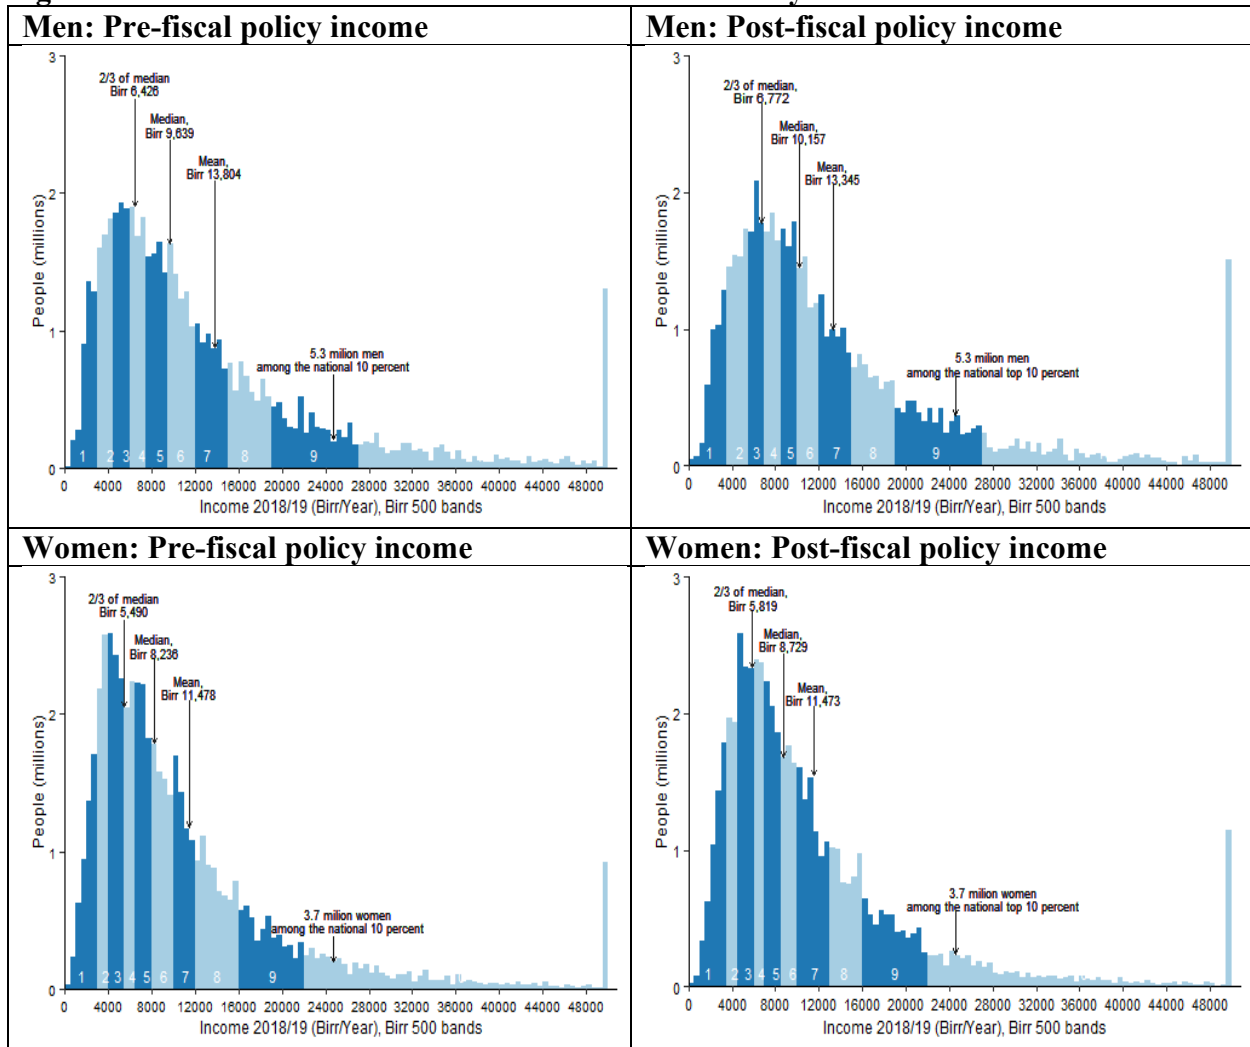 Men: Pre-fiscal policy income
3
2/3 of median
Birr 6,426
Median,
Birr 9,639
Mean,
Birr 13,804
2
People (millions)
5.3 milion men
among the national 10 percent
1
1 2 3 4 5 6 7 8 9
0
0 4000 8000 12000 16000 20000 24000 28000 32000 36000 40000 44000 48000
Income 2018/19 (Birr/Year), Birr 500 bands
Men: Post-fiscal policy income
3
2/3 of median,
Birr 6,772
Median,
Birr 10,157
Mean,
Birr 13,345
2
People (millions)
5.3 milion men
among the national top 10 percent
1
1 2 3 4 5 6 7 8 9
0
0 4000 8000 12000 16000 20000 24000 28000 32000 36000 40000 44000 48000
Income 2018/19 (Birr/Year), Birr 500 bands
Women: Pre-fiscal policy income
3
2/3 of median
Birr 5,490
Median,
Birr 8,236
Mean,
Birr 11,478
2
People (millions)
3.7 milion women
among the national 10 percent
1
1 2 3 4 5 6 7 8 9
0
0 4000 8000 12000 16000 20000 24000 28000 32000 36000 40000 44000 48000
Income 2018/19 (Birr/Year), Birr 500 bands
Women: Post-fiscal policy income
3
2/3 of median,
Birr 5,819
Median,
Birr 8,729
Mean,
Birr 11,473
2
People (millions)
3.7 milion women
among the national top 10 percent
1
1 2 3 4 5 6 7 8 9
0
0 4000 8000 12000 16000 20000 24000 28000 32000 36000 40000 44000 48000
Income 2018/19 (Birr/Year), Birr 500 bands